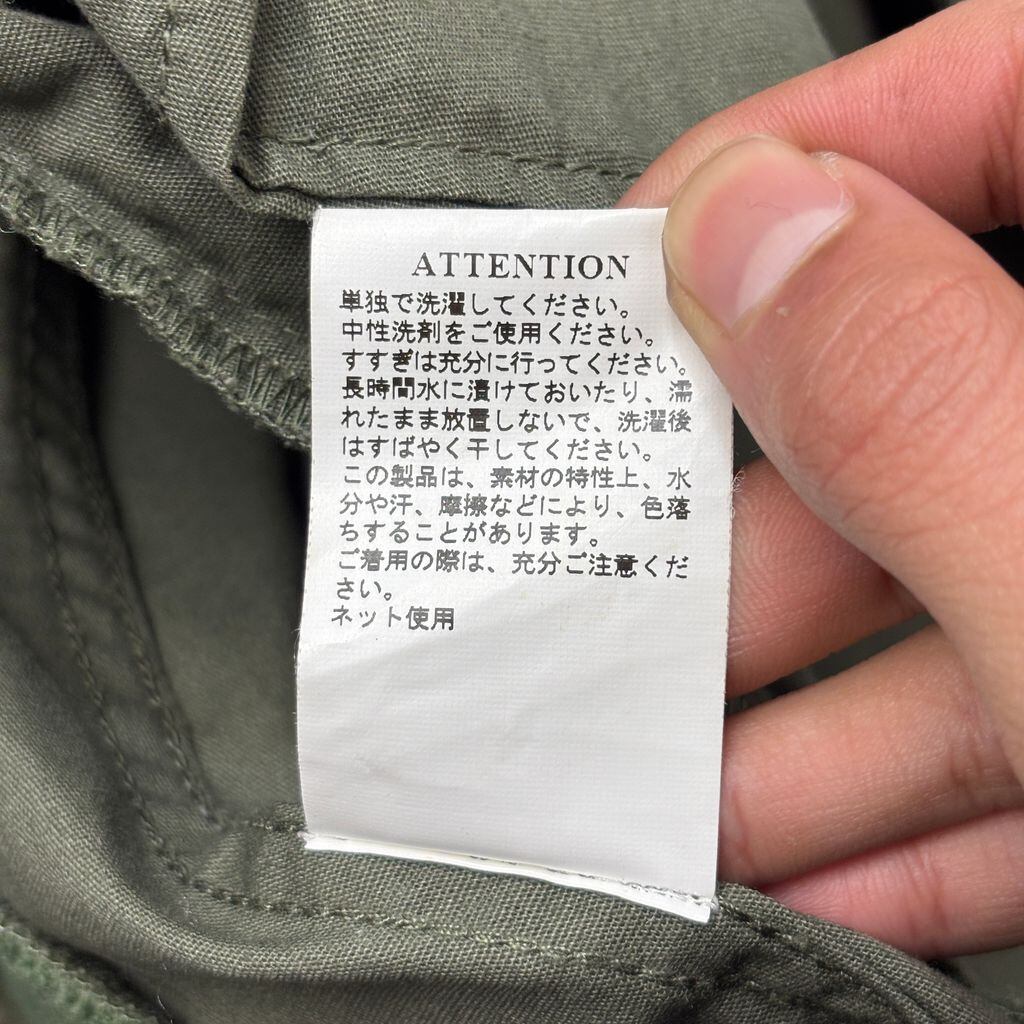 ATTENTION
単独で洗濯してください。
中性洗剤をご使用ください。
すすぎは充分に行ってください。
長時間水に漬けておいたり、濡
れたまま放置しないで、洗濯後
はすばやく干してください。
この製品は、素材の特性上、水
分や汗、摩擦などにより、色落
ちすることがあります。
ご着用の際は、充分ご注意くだ
さい。
ネット使用